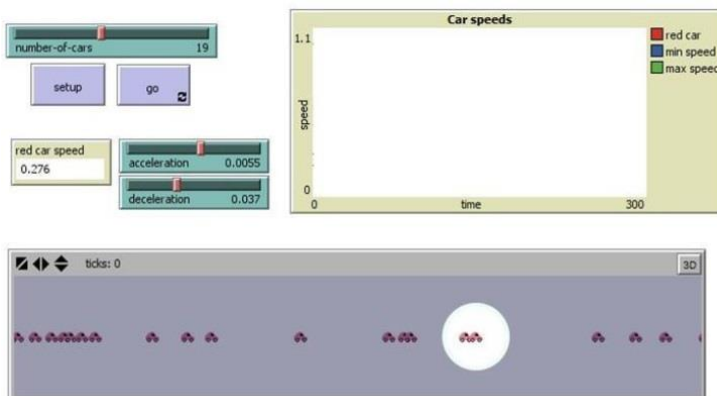 number-of-cars 19
setup
go
red car speed
0.276
acceleration 0.0055
deceleration 0.037
Car speeds
1.1
speed
0
0
time
300
red car
min speed
max speed
ticks: 0
3D